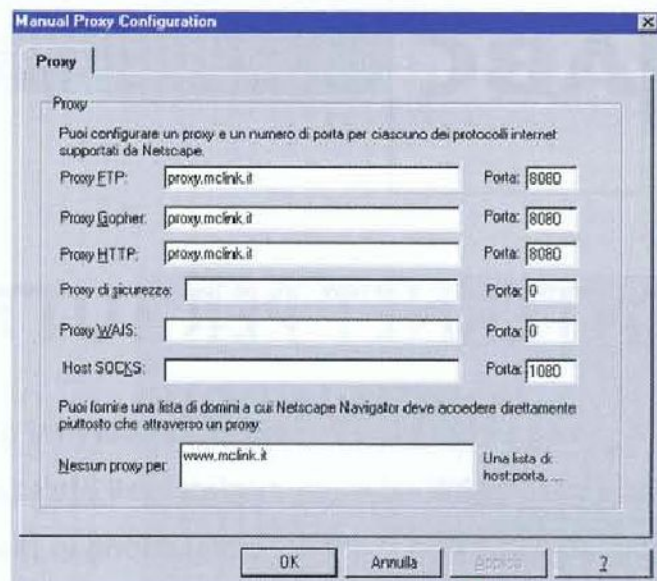 Manual Proxy Configuration
Proxy
Proxy
Puoi configurare un proxy e un numero di porta per ciascuno dei protocolli internet
supportati da Netscape.
Proxy FTP: proxy.mclink.it Porta: 8080
Proxy Gopher: proxy.mclink.it Porta: 8080
Proxy HTTP: proxy.mclink.it Porta: 8080
Proxy di sicurezza: Porta: 0
Proxy WAIS: Porta: 0
Host SOCKS: Porta: 1080
Puoi fornire una lista di domini a cui Netscape Navigator deve accedere direttamente
piuttosto che attraverso un proxy:
Nessun proxy per: www.mclink.it Una lista di
host:porta, ...
OK Annulla Applica ?